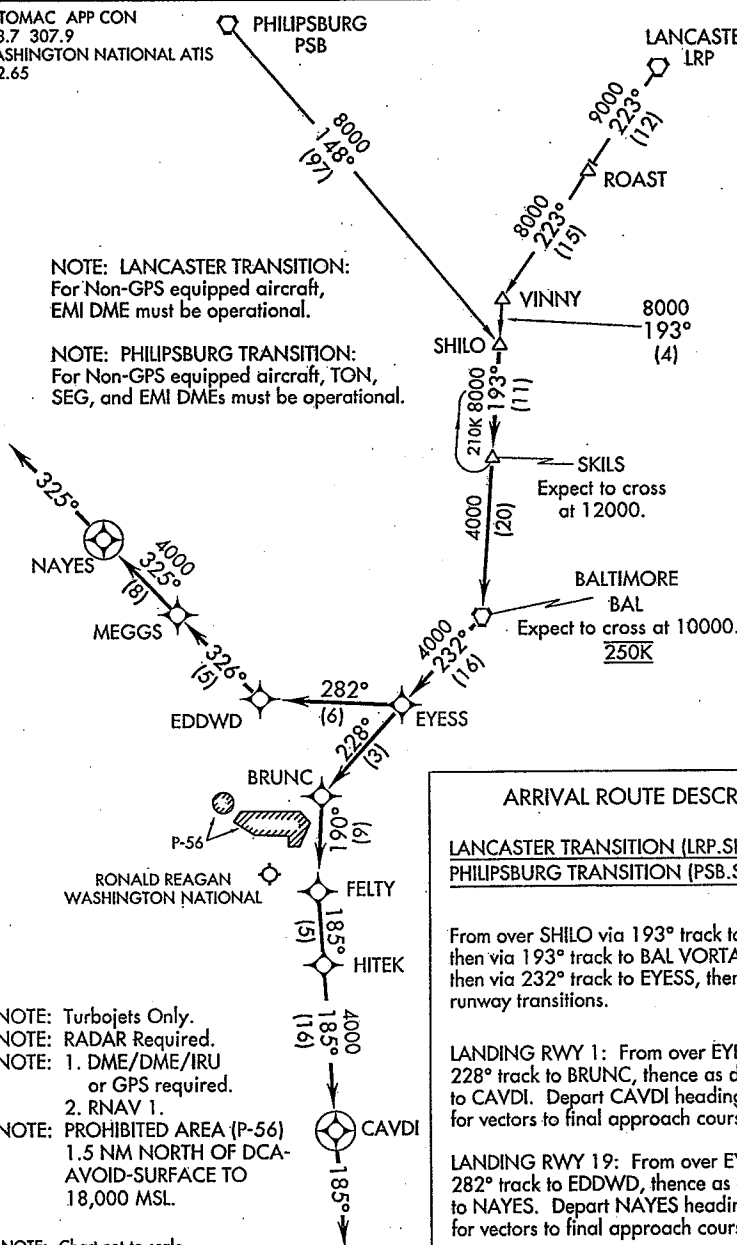 TOMAC APP CON
3.7 307.9
ASHINGTON NATIONAL ATIS
2.65
PHILIPSBURG
PSB
LANCASTE
LRP
9000
223°
(12)
8000
148°
(97)
ROAST
8000
223°
(15)
NOTE: LANCASTER TRANSITION:
For Non-GPS equipped aircraft,
EMI DME must be operational.
VINNY
8000
193°
(4)
SHILO
NOTE: PHILIPSBURG TRANSITION:
For Non-GPS equipped aircraft, TON,
SEG, and EMI DMEs must be operational.
210K 8000
193°
(11)
SKILS
Expect to cross
at 12000.
4000
(20)
325°
NAYES
4000
325°
(8)
MEGGS
BALTIMORE
BAL
Expect to cross at 10000.
250K
4000
232°
(16)
326°
(5)
EDDWD
282°
(6)
EYESS
228°
(3)
BRUNC
P-56
190°
(6)
RONALD REAGAN
WASHINGTON NATIONAL
FELTY
185°
(5)
HITEK
4000
185°
(16)
CAVDI
185°
NOTE: Turbojets Only.
NOTE: RADAR Required.
NOTE: 1. DME/DME/IRU
or GPS required.
2. RNAV 1.
NOTE: PROHIBITED AREA (P-56)
1.5 NM NORTH OF DCA-
AVOID-SURFACE TO
18,000 MSL.
NOTE: Chart not to scale
ARRIVAL ROUTE DESCR
LANCASTER TRANSITION (LRP.SH
PHILIPSBURG TRANSITION (PSB.S
From over SHILO via 193° track to
then via 193° track to BAL VORTA
then via 232° track to EYESS, then
runway transitions.
LANDING RWY 1: From over EYE
228° track to BRUNC, thence as d
to CAVDI. Depart CAVDI heading
for vectors to final approach cours
LANDING RWY 19: From over EY
282° track to EDDWD, thence as
to NAYES. Depart NAYES headin
for vectors to final approach cours